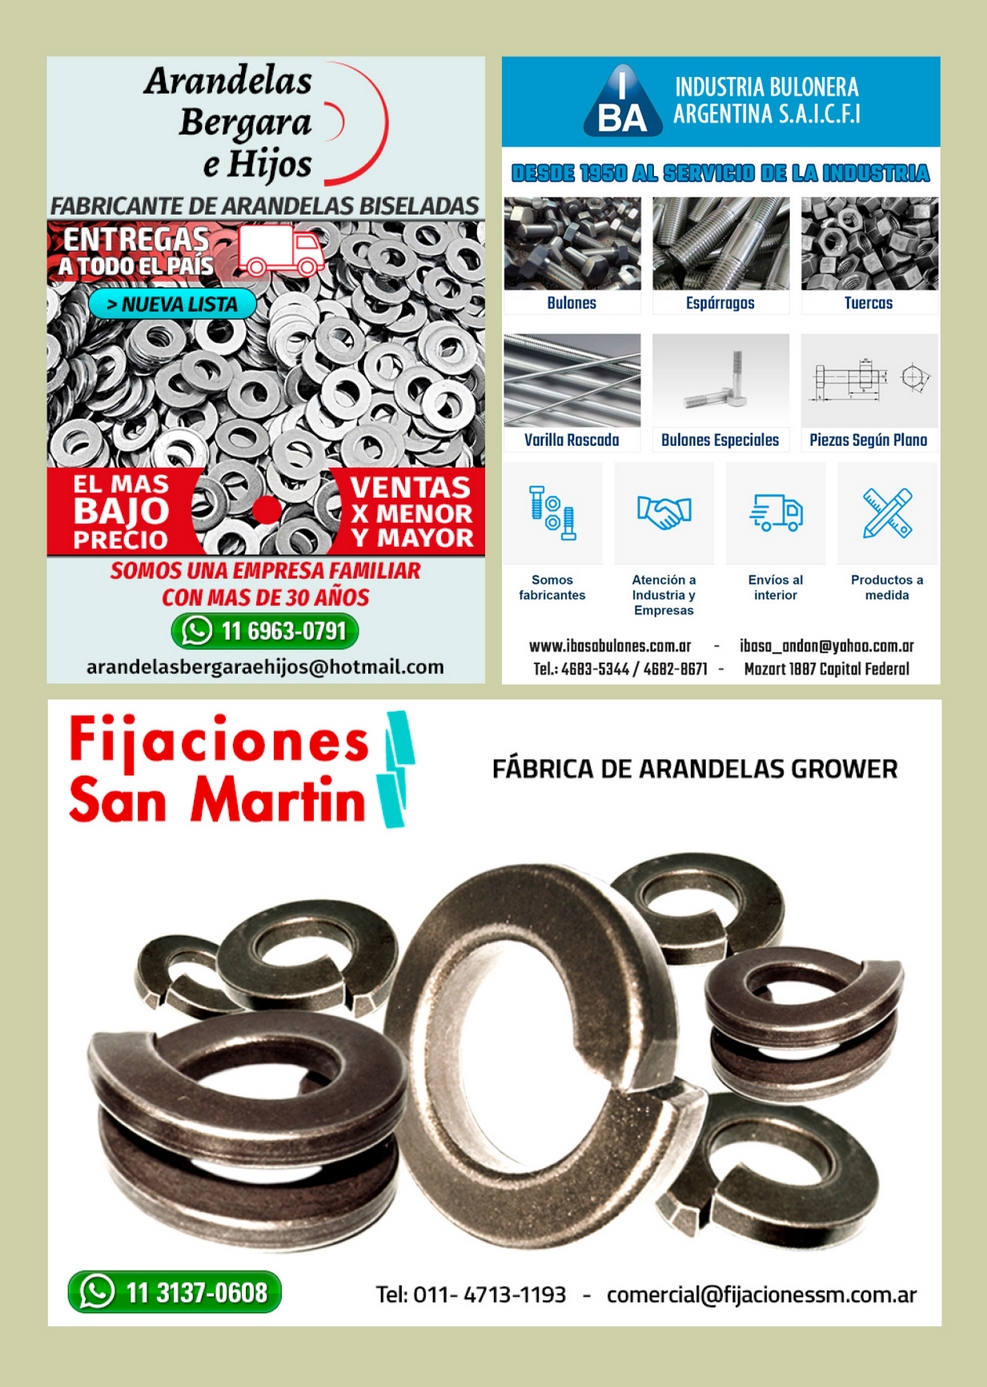 Arandelas
Bergara
e Hijos
FABRICANTE DE ARANDELAS BISELADAS
ENTREGAS
A TODO EL PAÍS
> NUEVA LISTA
EL MAS
BAJO
PRECIO
VENTAS
X MENOR
Y MAYOR
SOMOS UNA EMPRESA FAMILIAR
CON MAS DE 30 AÑOS
11 6963-0791
arandelasbergaraehijos@hotmail.com
I
BA
INDUSTRIA BULONERA
ARGENTINA S.A.I.C.F.I
DESDE 1950 AL SERVICIO DE LA INDUSTRIA
Bulones
Espárragos
Tuercas
Varilla Roscada
Bulones Especiales
Piezas Según Plano
Somos
fabricantes
Atención a
Industria y
Empresas
Envíos al
interior
Productos a
medida
www.ibasabulones.com.ar - ibasa_andon@yahoo.com.ar
Tel.: 4683-5344 / 4682-8671 - Mozart 1887 Capital Federal
Fijaciones
San Martin
FÁBRICA DE ARANDELAS GROWER
11 3137-0608
Tel: 011- 4713-1193 - comercial@fijacionessm.com.ar